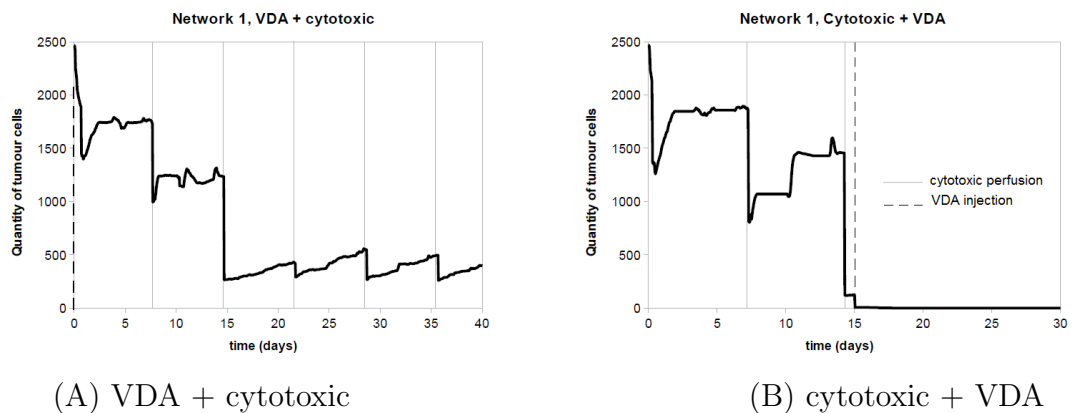 Network 1, VDA + cytotoxic
Quantity of tumour cells
2500
2000
1500
1000
500
0
0 5 10 15 20 25 30 35 40
time (days)
(A) VDA + cytotoxic
Network 1, Cytotoxic + VDA
Quantity of tumour cells
2500
2000
1500
1000
500
0
cytotoxic perfusion
VDA injection
0 5 10 15 20 25 30
time (days)
(B) cytotoxic + VDA